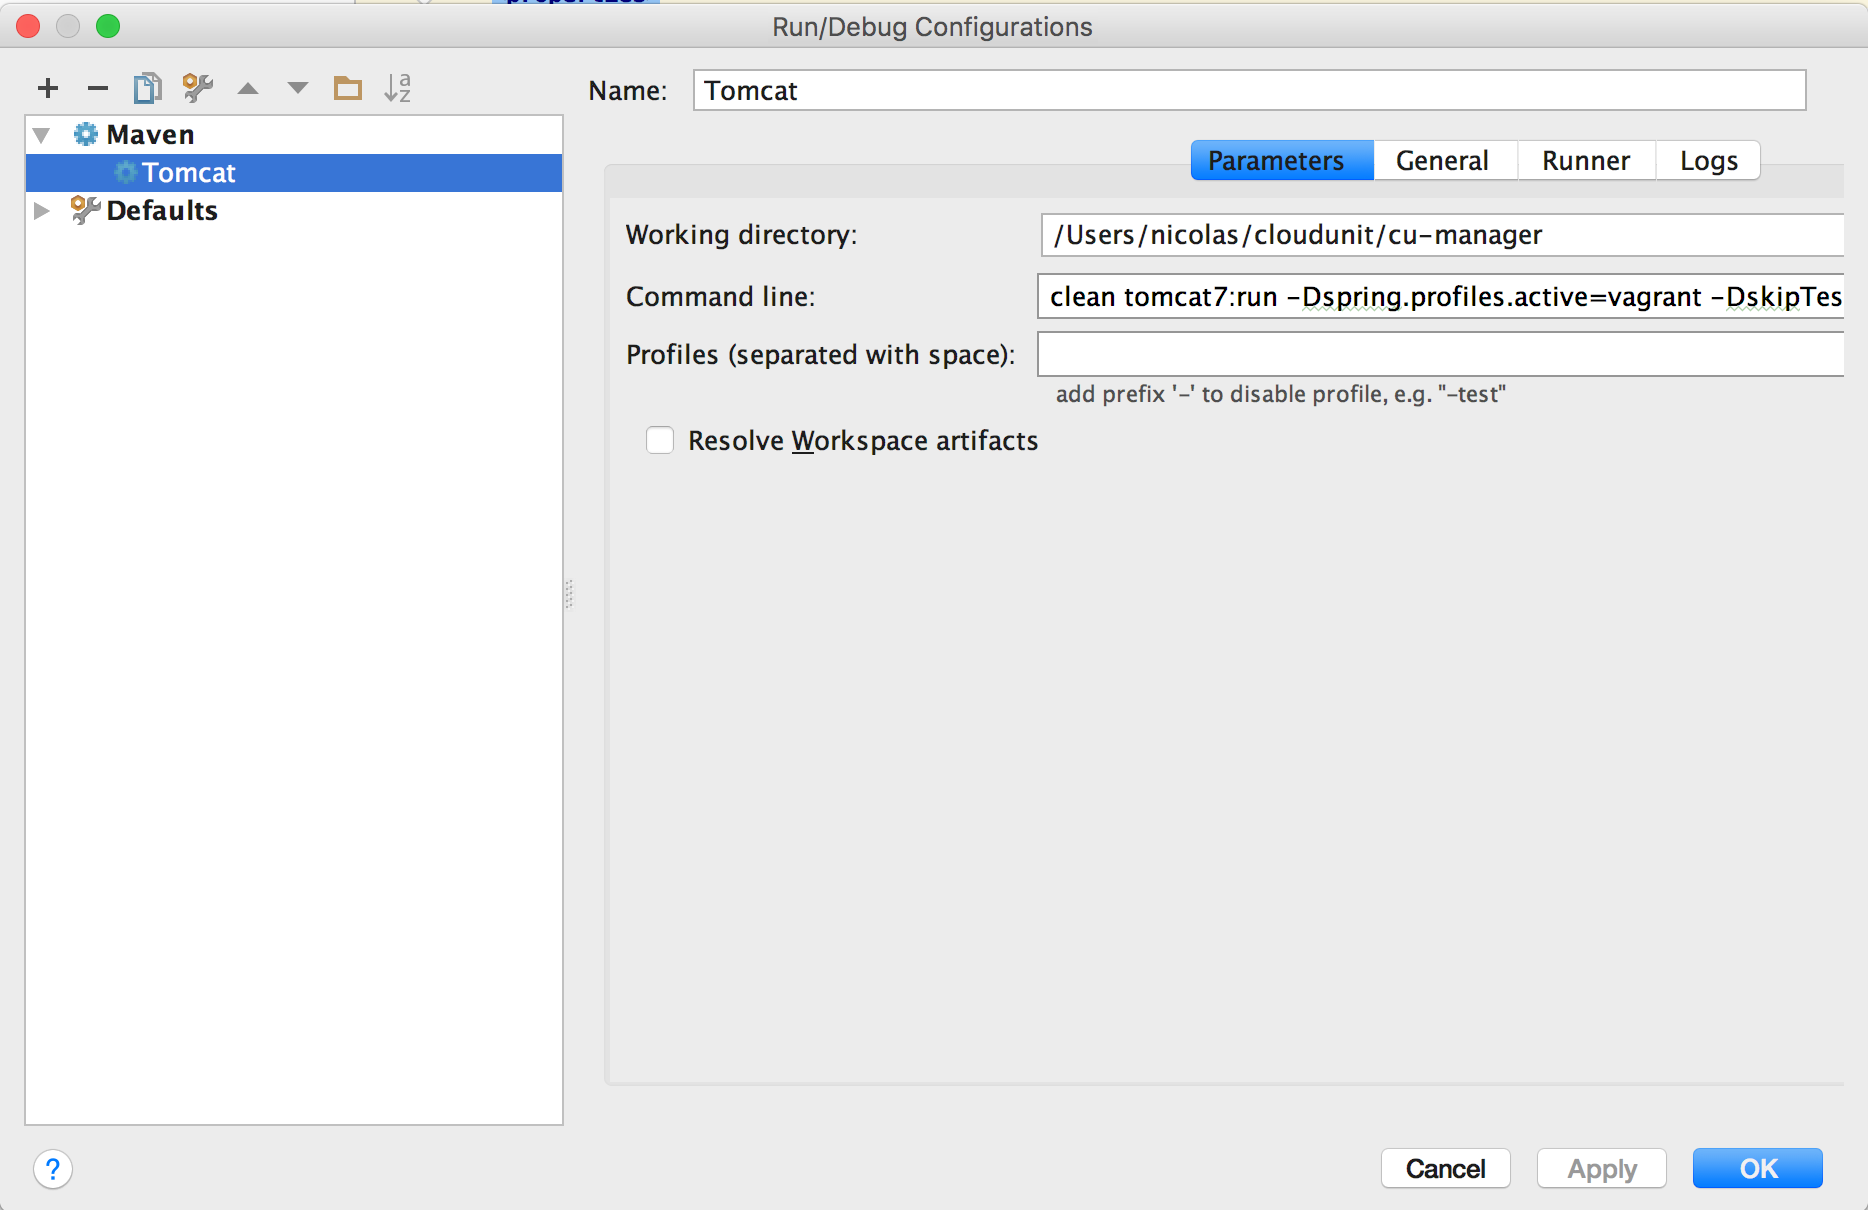 Run/Debug Configurations
Name: Tomcat
Maven
Tomcat
Defaults
Parameters General Runner Logs
Working directory: /Users/nicolas/cloudunit/cu-manager
Command line: clean tomcat7:run -Dspring.profiles.active=vagrant -DskipTes
Profiles (separated with space):
add prefix '-' to disable profile, e.g. "-test"
Resolve Workspace artifacts
? Cancel Apply OK